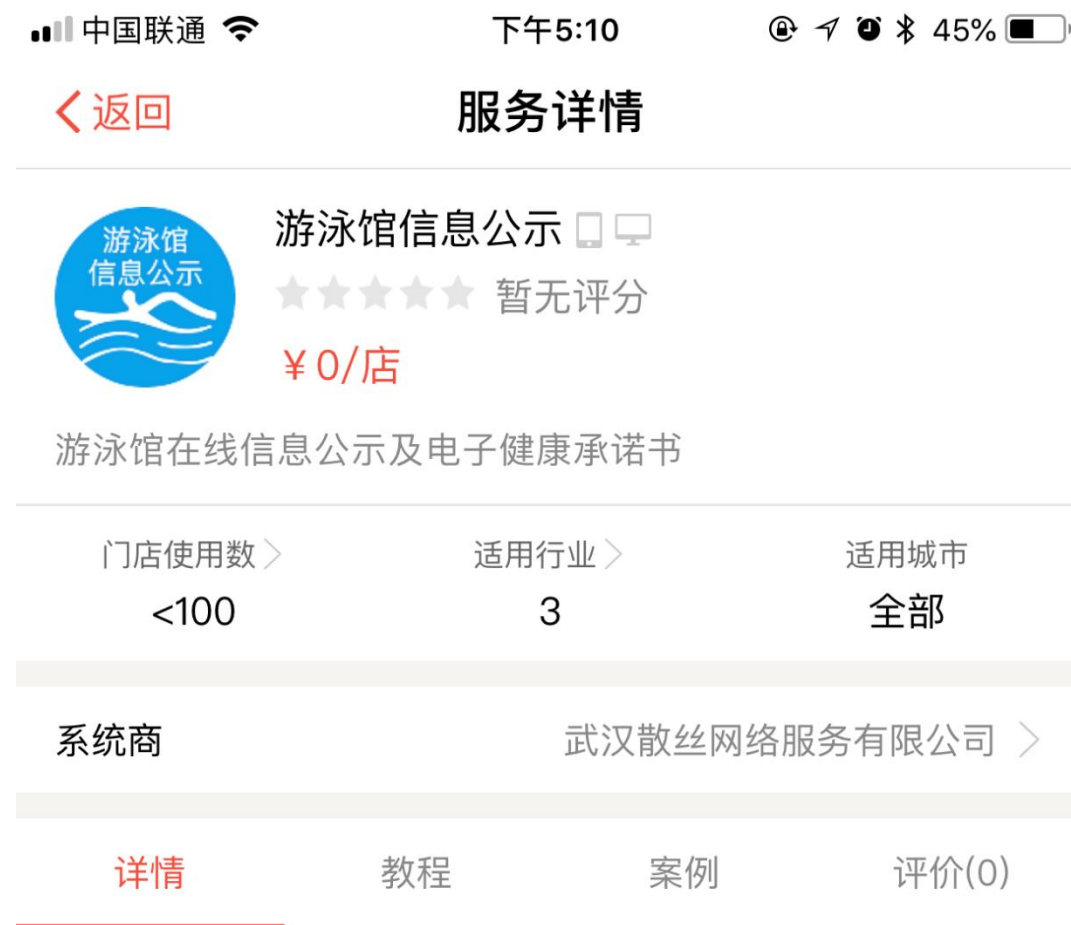 中国联通 下午5:10 45%
返回 服务详情
游泳馆
信息公示
游泳馆信息公示
暂无评分
¥0/店
游泳馆在线信息公示及电子健康承诺书
门店使用数 适用行业 适用城市
<100 3 全部
系统商 武汉散丝网络服务有限公司
详情 教程 案例 评价(0)